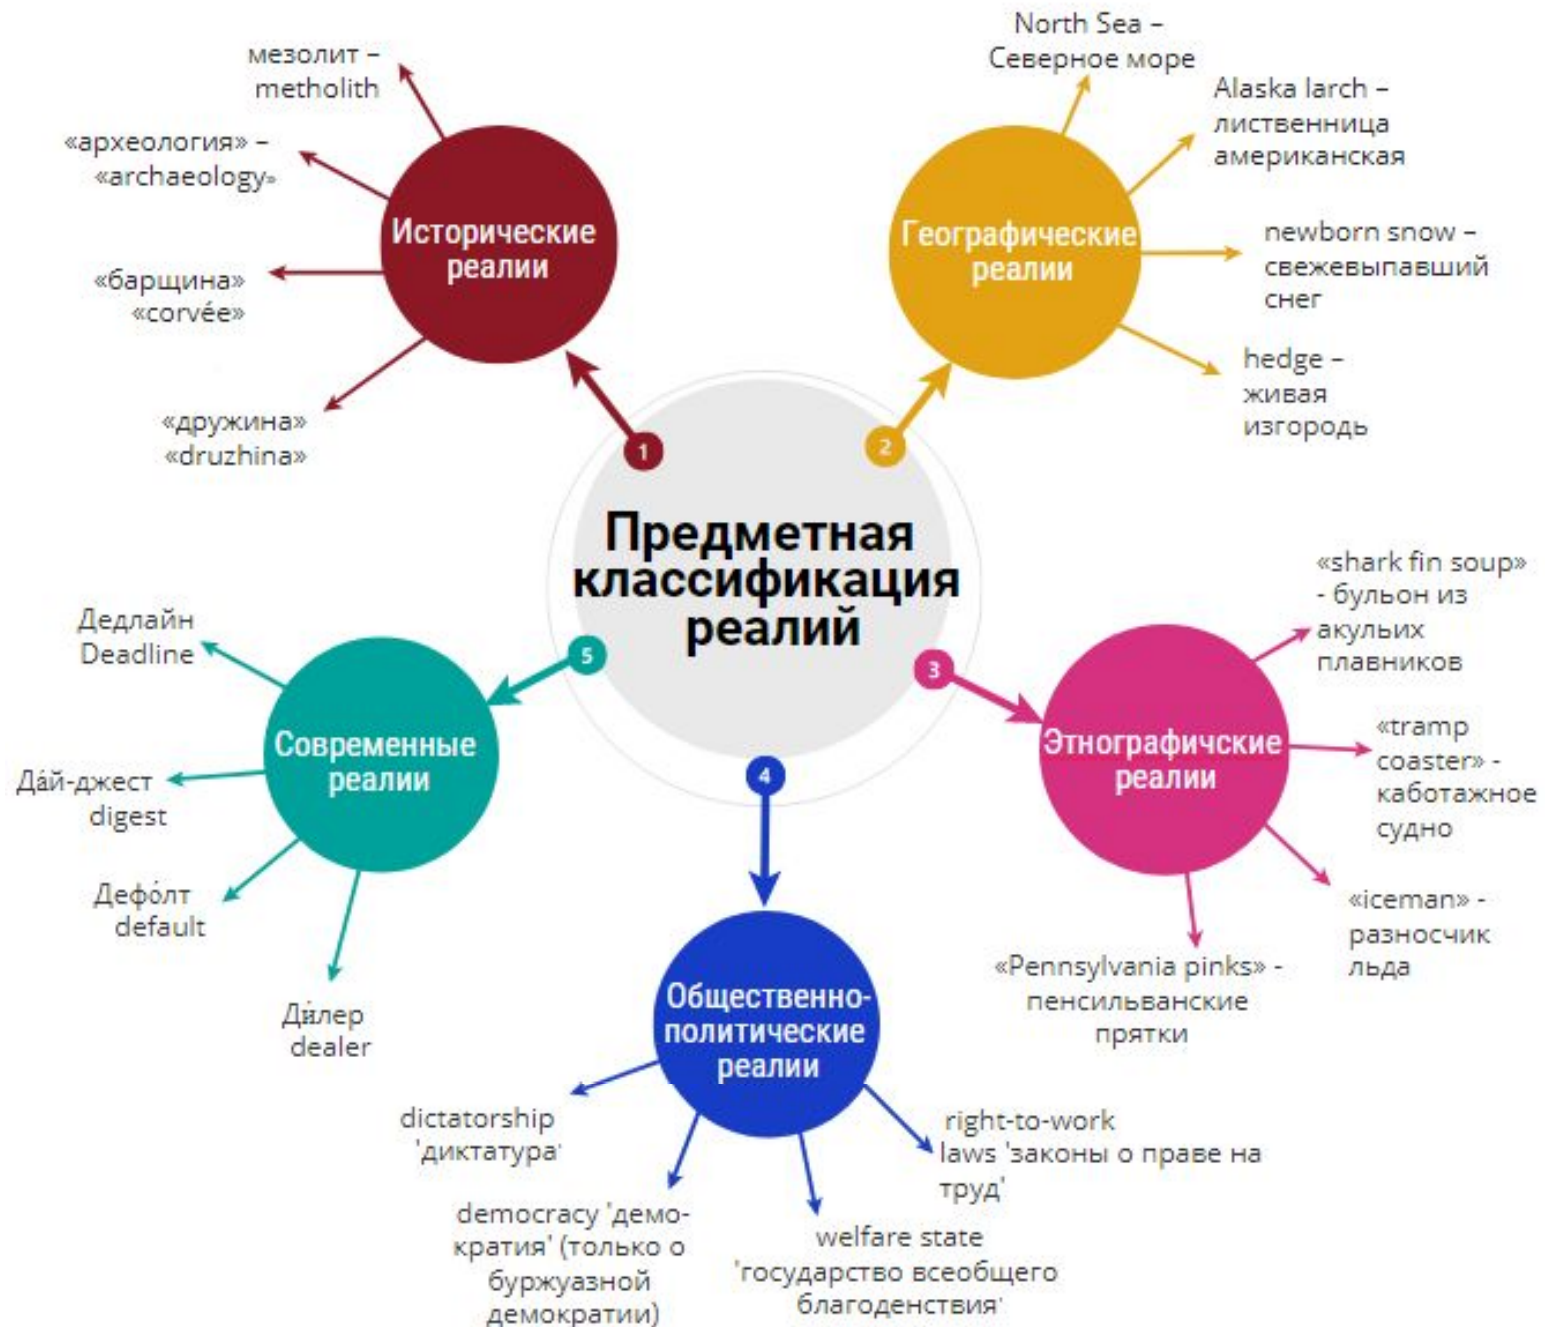 Предметная
классификация
реалий
1
Исторические
реалии
мезолит –
metholith
«археология» –
«archaeology»
«барщина»
«corvée»
«дружина»
«druzhina»
2
Географические
реалии
North Sea –
Северное море
Alaska larch –
лиственница
американская
newborn snow –
свежевыпавший
снег
hedge –
живая
изгородь
3
Этнографичские
реалии
«shark fin soup»
- бульон из
акульих
плавников
«tramp
coaster» -
каботажное
судно
«iceman» -
разносчик
льда
«Pennsylvania pinks» -
пенсильванские
прятки
4
Общественно-
политические
реалии
dictatorship
'диктатура'
democracy 'демо-
кратия' (только о
буржуазной
демократии)
welfare state
'государство всеобщего
благоденствия'
right-to-work
laws 'законы о праве на
труд'
5
Современные
реалии
Дедлайн
Deadline
Да́й-джест
digest
Дефо́лт
default
Ди́лер
dealer